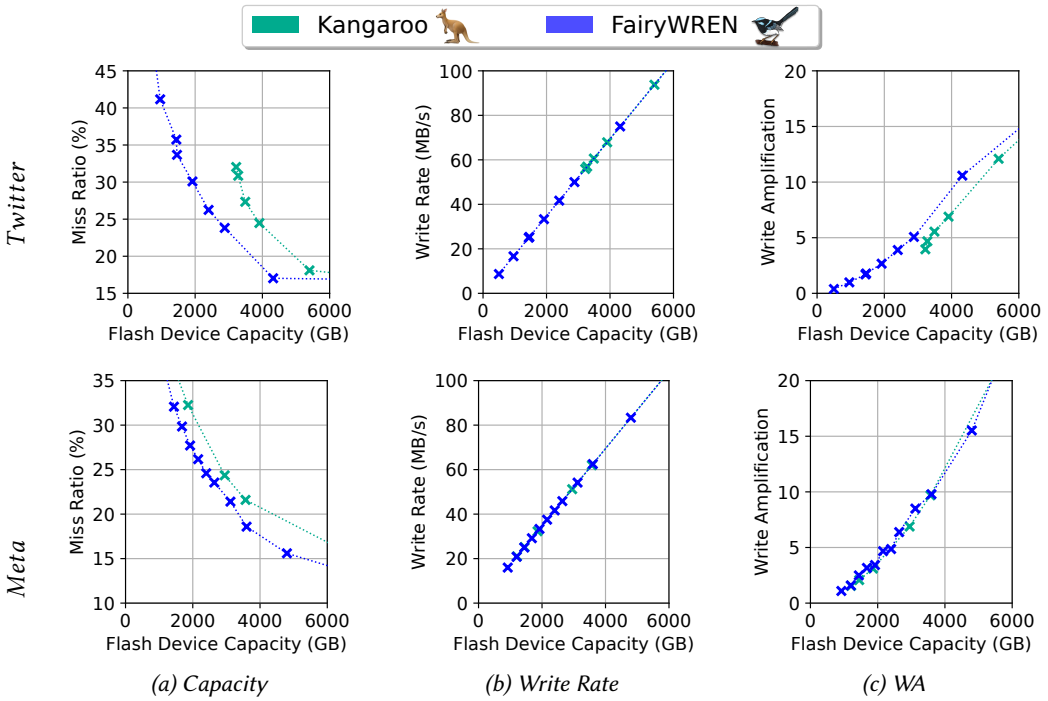 Kangaroo FairyWREN
Twitter
Miss Ratio (%)
45
40
35
30
25
20
15
0 2000 4000 6000
Flash Device Capacity (GB)
Write Rate (MB/s)
100
80
60
40
20
0
0 2000 4000 6000
Flash Device Capacity (GB)
Write Amplification
20
15
10
5
0
0 2000 4000 6000
Flash Device Capacity (GB)
Meta
Miss Ratio (%)
35
30
25
20
15
10
0 2000 4000 6000
Flash Device Capacity (GB)
(a) Capacity
Write Rate (MB/s)
100
80
60
40
20
0
0 2000 4000 6000
Flash Device Capacity (GB)
(b) Write Rate
Write Amplification
20
15
10
5
0
0 2000 4000 6000
Flash Device Capacity (GB)
(c) WA